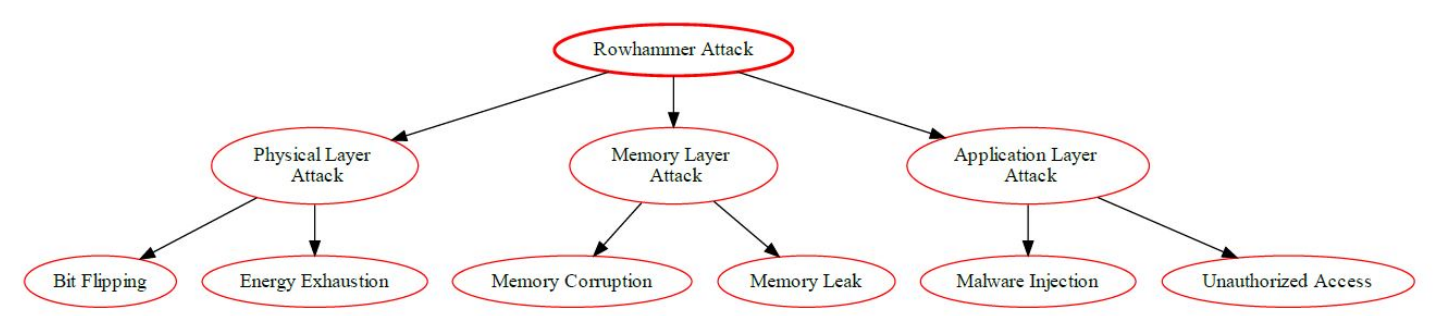 Rowhammer Attack
Physical Layer
Attack
Memory Layer
Attack
Application Layer
Attack
Bit Flipping
Energy Exhaustion
Memory Corruption
Memory Leak
Malware Injection
Unauthorized Access